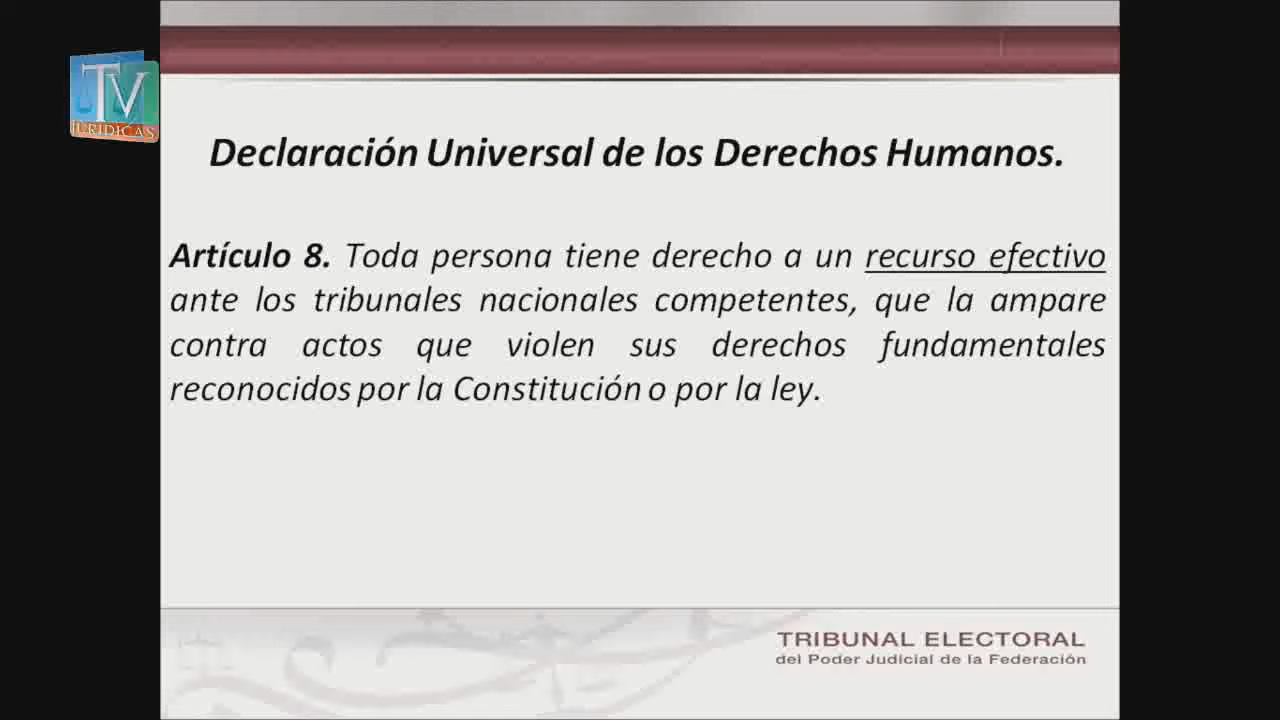 TV
JURIDICAS
Declaración Universal de los Derechos Humanos.
Artículo 8. Toda persona tiene derecho a un recurso efectivo
ante los tribunales nacionales competentes, que la ampare
contra actos que violen sus derechos fundamentales
reconocidos por la Constitución o por la ley.
TRIBUNAL ELECTORAL
del Poder Judicial de la Federación